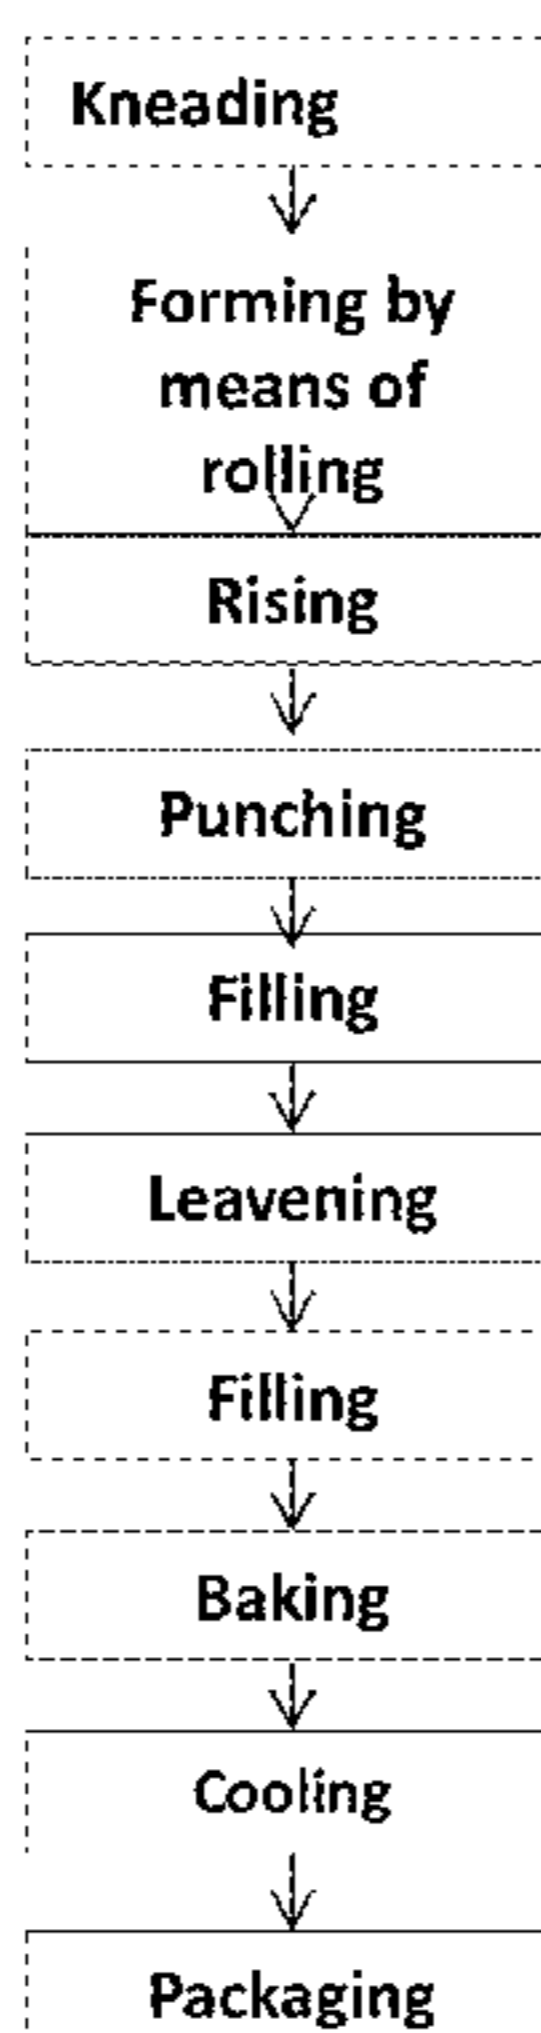 Kneading
Forming by
means of
rolling
Rising
Punching
Filling
Leavening
Filling
Baking
Cooling
Packaging